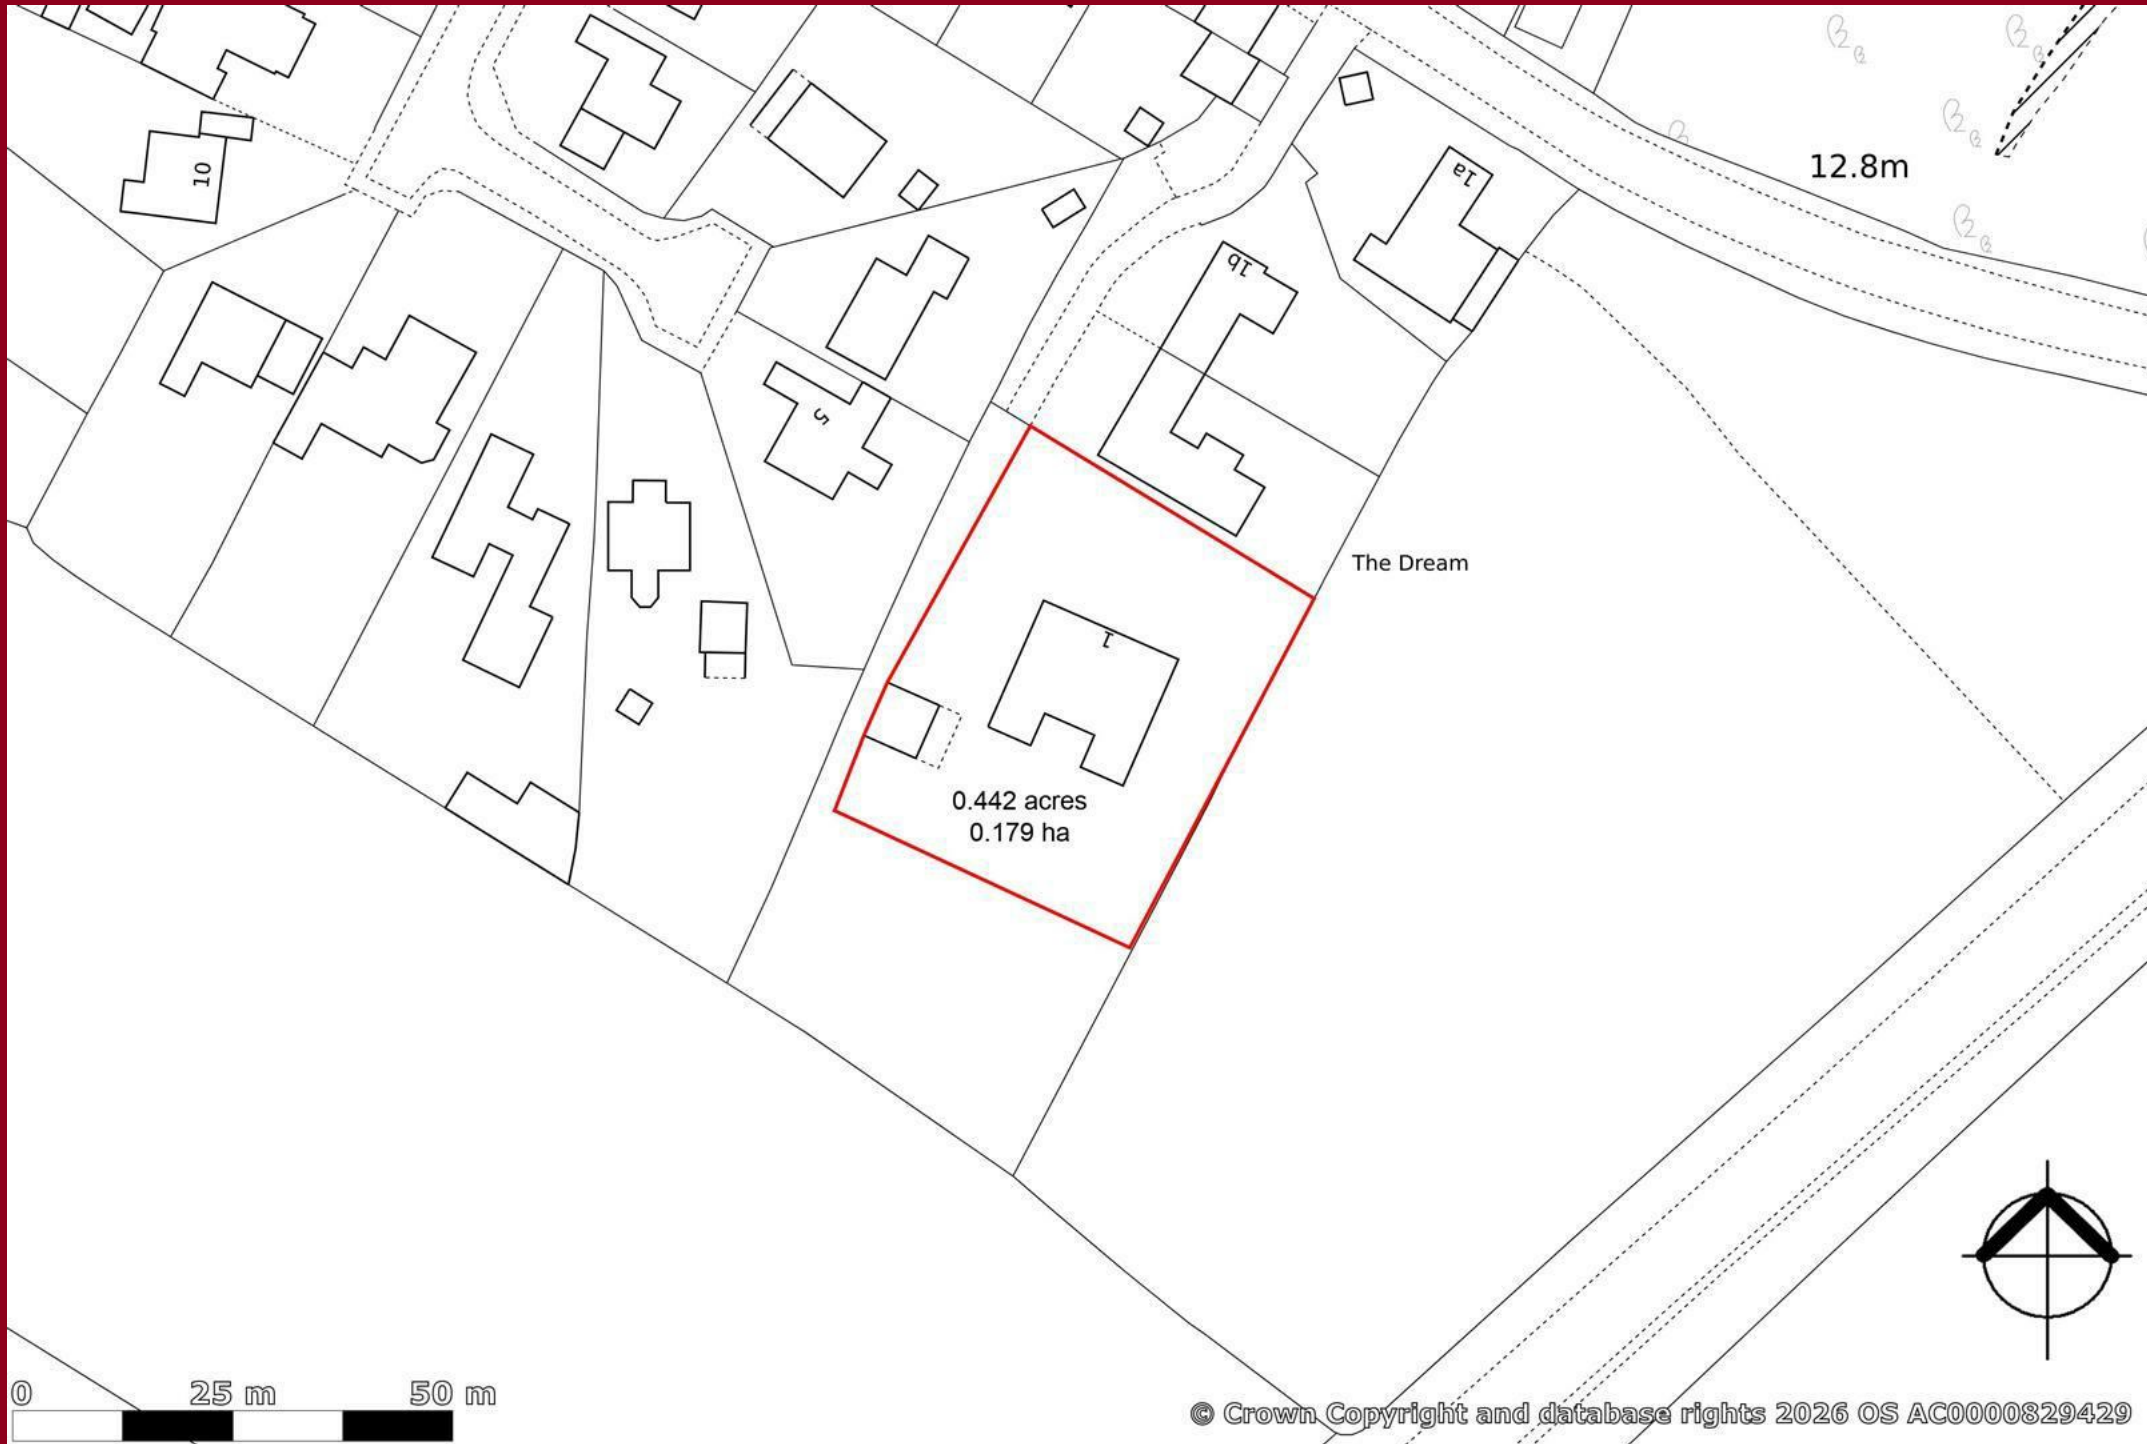 12.8m
10
1a
1b
5
The Dream
1
0.442 acres
0.179 ha
0 25 m 50 m
© Crown Copyright and database rights 2026 OS AC0000829429